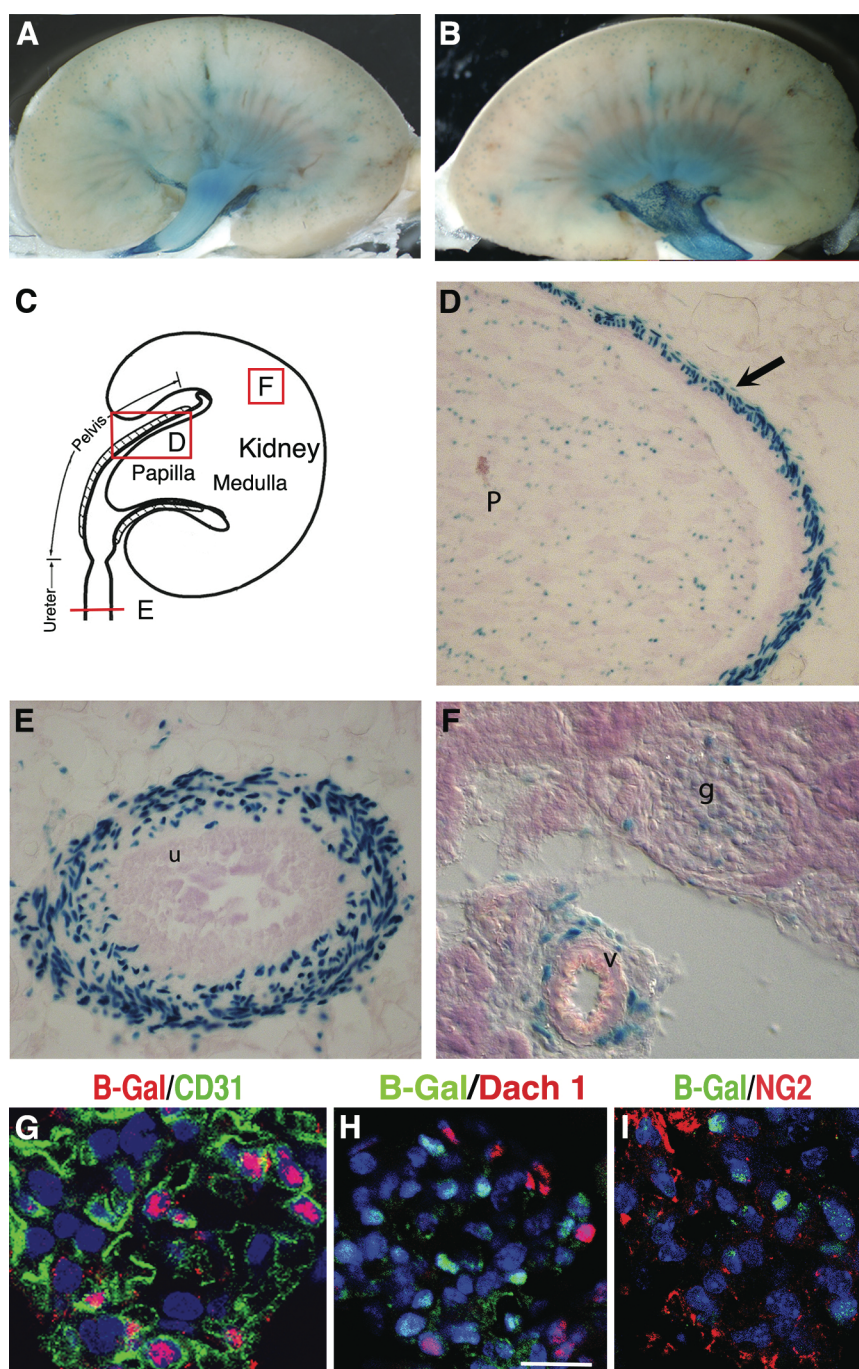 A
B
C
Pelvis
F
D
Kidney
Papilla
Medulla
Ureter
E
D
P
E
u
F
g
v
B-Gal/CD31
B-Gal/Dach 1
B-Gal/NG2
G
H
I